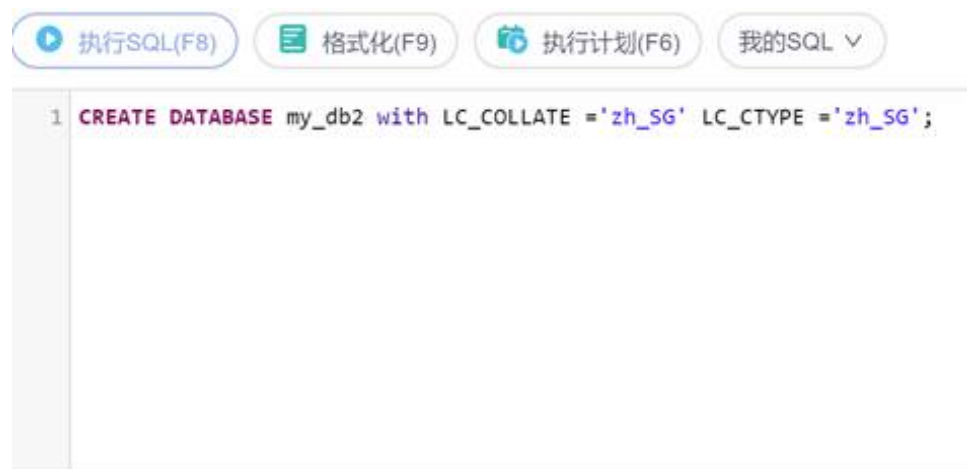 执行SQL(F8) 格式化(F9) 执行计划(F6) 我的SQL
1 CREATE DATABASE my_db2 with LC_COLLATE ='zh_SG' LC_CTYPE ='zh_SG';